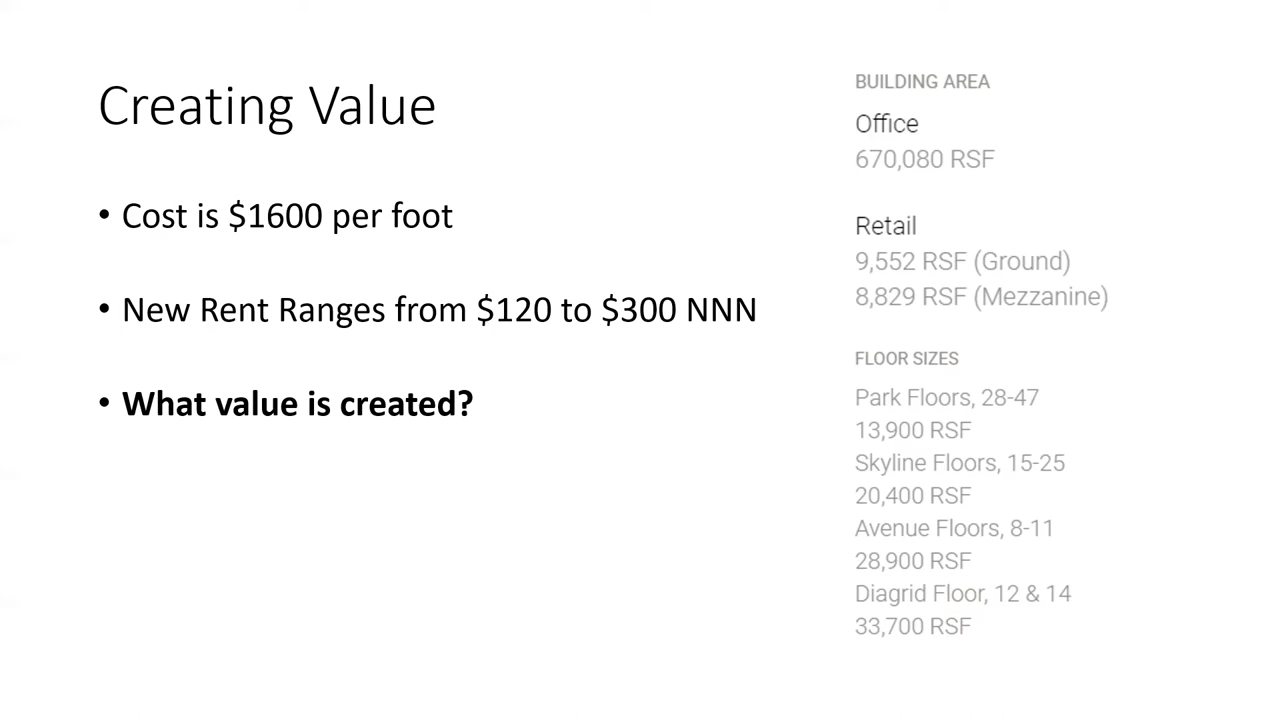 Creating Value
• Cost is $1600 per foot
• New Rent Ranges from $120 to $300 NNN
• What value is created?
BUILDING AREA
Office
670,080 RSF
Retail
9,552 RSF (Ground)
8,829 RSF (Mezzanine)
FLOOR SIZES
Park Floors, 28-47
13,900 RSF
Skyline Floors, 15-25
20,400 RSF
Avenue Floors, 8-11
28,900 RSF
Diagrid Floor, 12 & 14
33,700 RSF